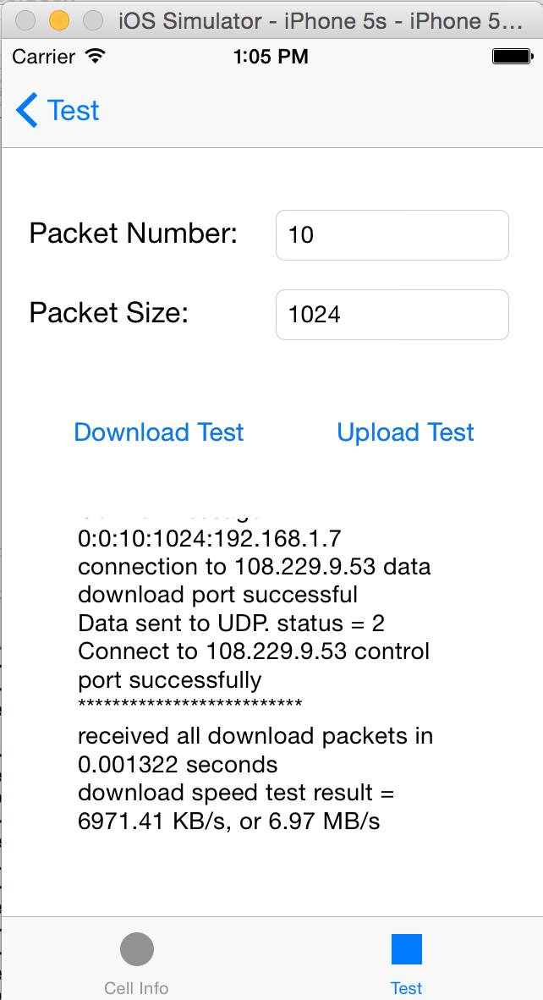 iOS Simulator - iPhone 5s - iPhone 5...
Carrier 1:05 PM
Test
Packet Number: 10
Packet Size: 1024
Download Test Upload Test
0:0:10:1024:192.168.1.7
connection to 108.229.9.53 data
download port successful
Data sent to UDP. status = 2
Connect to 108.229.9.53 control
port successfully
**************************
received all download packets in
0.001322 seconds
download speed test result =
6971.41 KB/s, or 6.97 MB/s
Cell Info Test